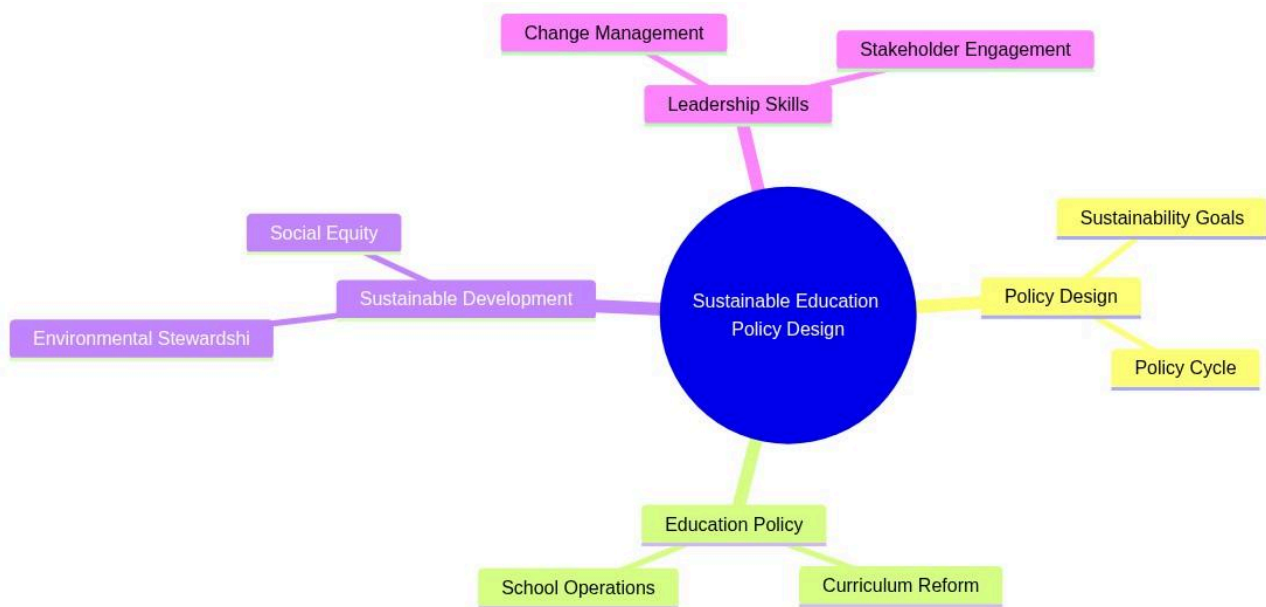 Change Management
Stakeholder Engagement
Leadership Skills
Social Equity
Sustainability Goals
Sustainable Development
Policy Design
Sustainable Education
Policy Design
Environmental Stewardshi
Policy Cycle
Education Policy
School Operations
Curriculum Reform